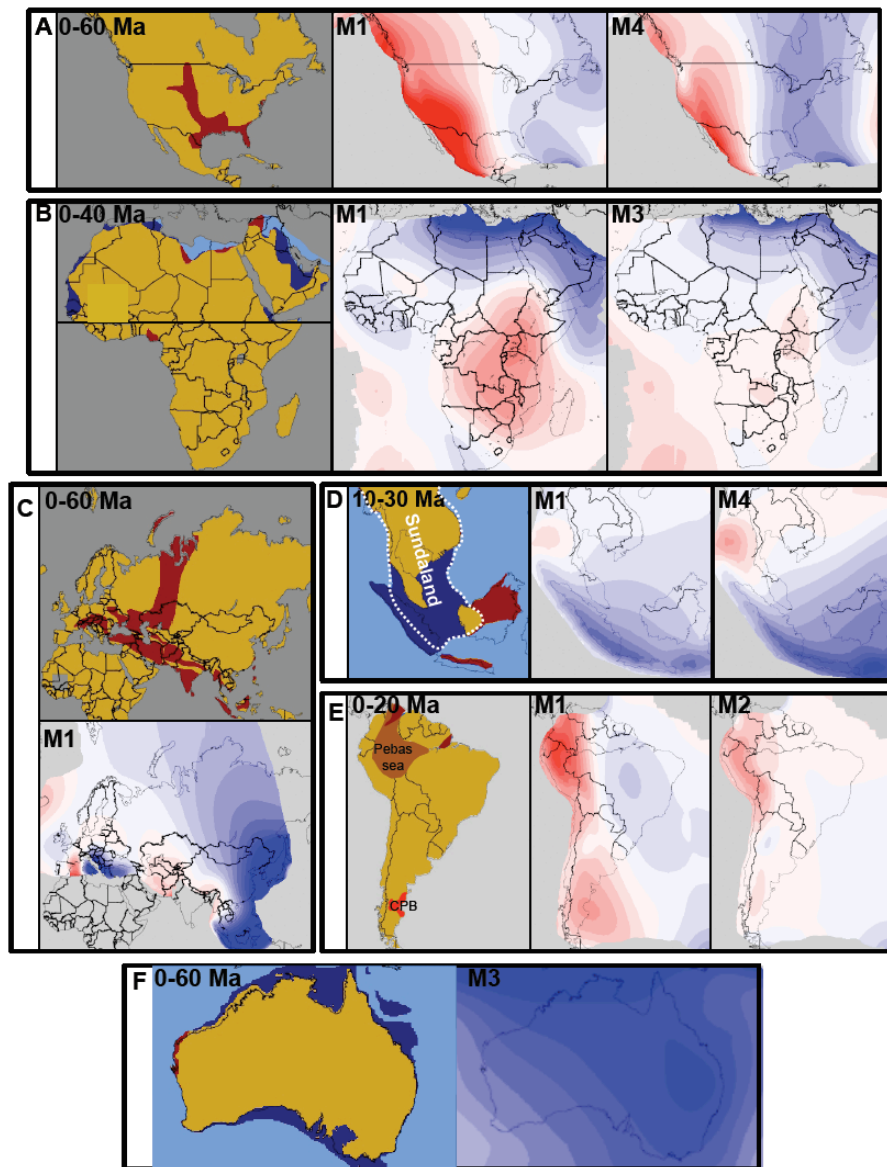 A 0-60 Ma M1 M4
B 0-40 Ma M1 M3
C 0-60 Ma
M1
D 10-30 Ma M1 M4
Sundaland
E 0-20 Ma M1 M2
Pebas
sea
CPB
F 0-60 Ma M3